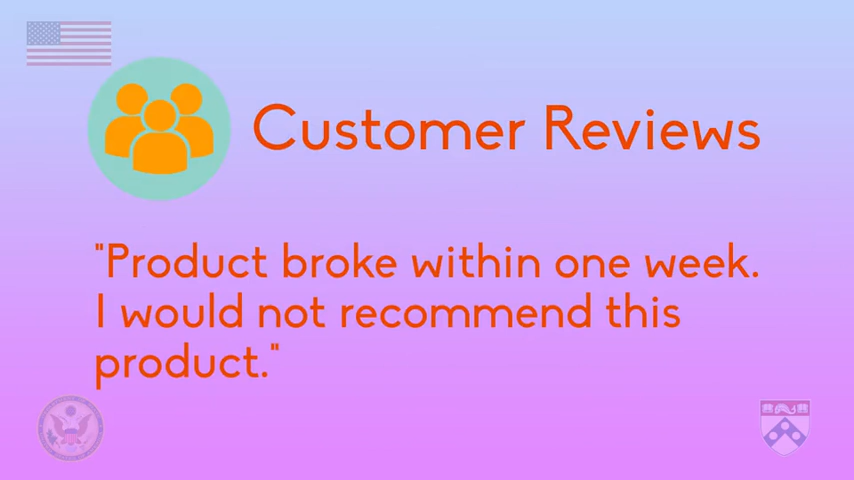 Customer Reviews
"Product broke within one week.
I would not recommend this
product."